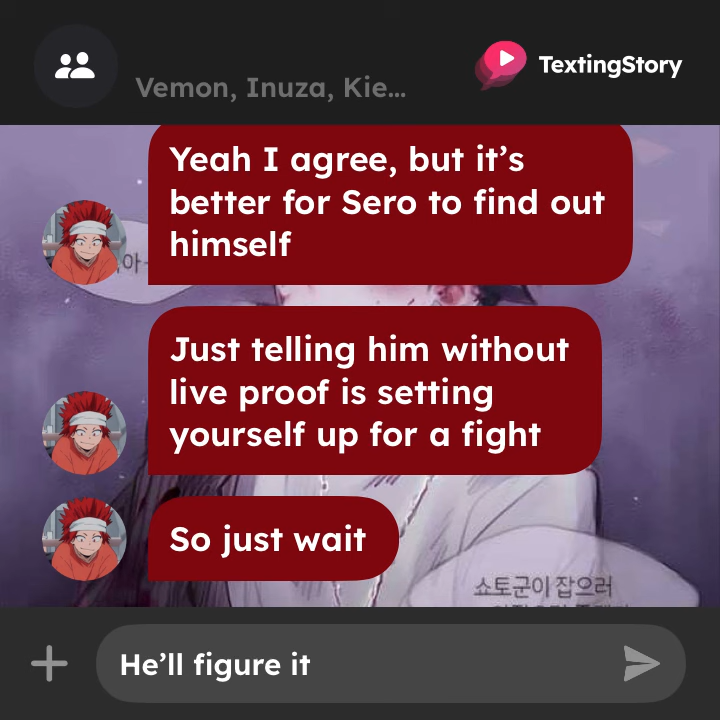 TextingStory
Vemon, Inuza, Kie...
Yeah I agree, but it’s
better for Sero to find out
himself
Just telling him without
live proof is setting
yourself up for a fight
So just wait
쇼토군이 잡으러
He’ll figure it